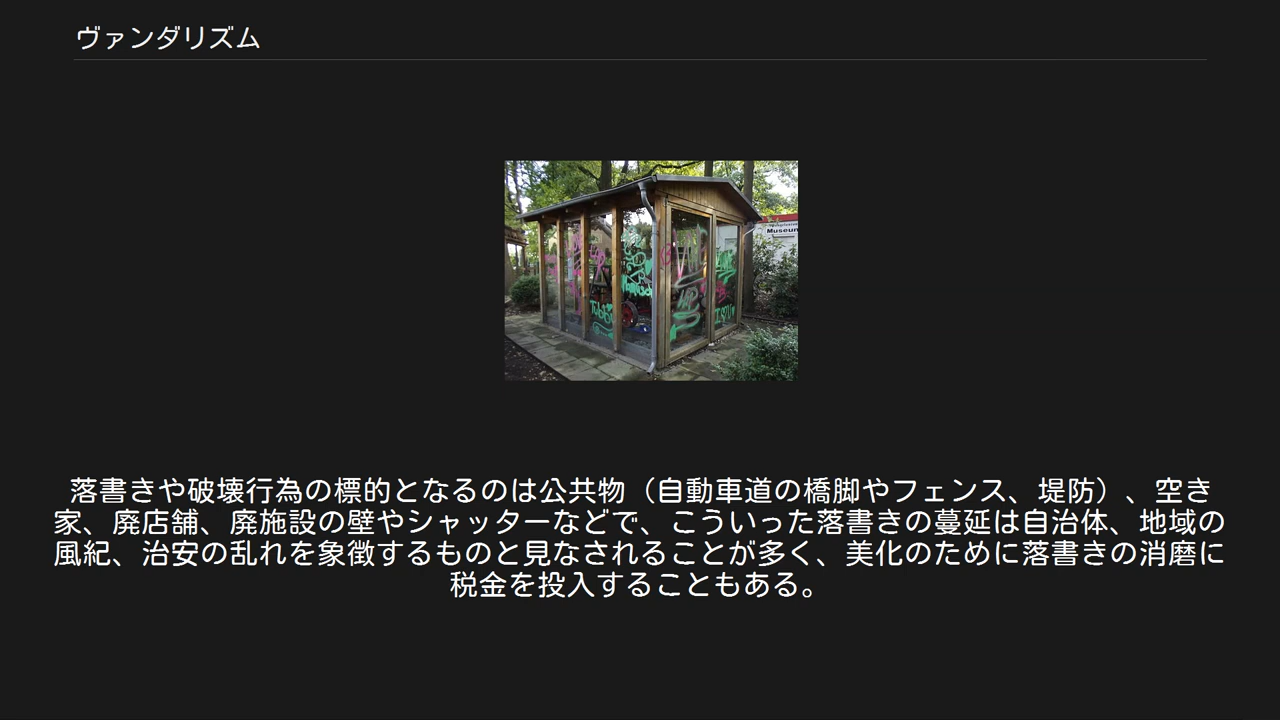 ヴァンダリズム
Museum
Tubbi
落書きや破壊行為の標的となるのは公共物（自動車道の橋脚やフェンス、堤防）、空き
家、廃店舗、廃施設の壁やシャッターなどで、こういった落書きの蔓延は自治体、地域の
風紀、治安の乱れを象徴するものと見なされることが多く、美化のために落書きの消磨に
税金を投入することもある。